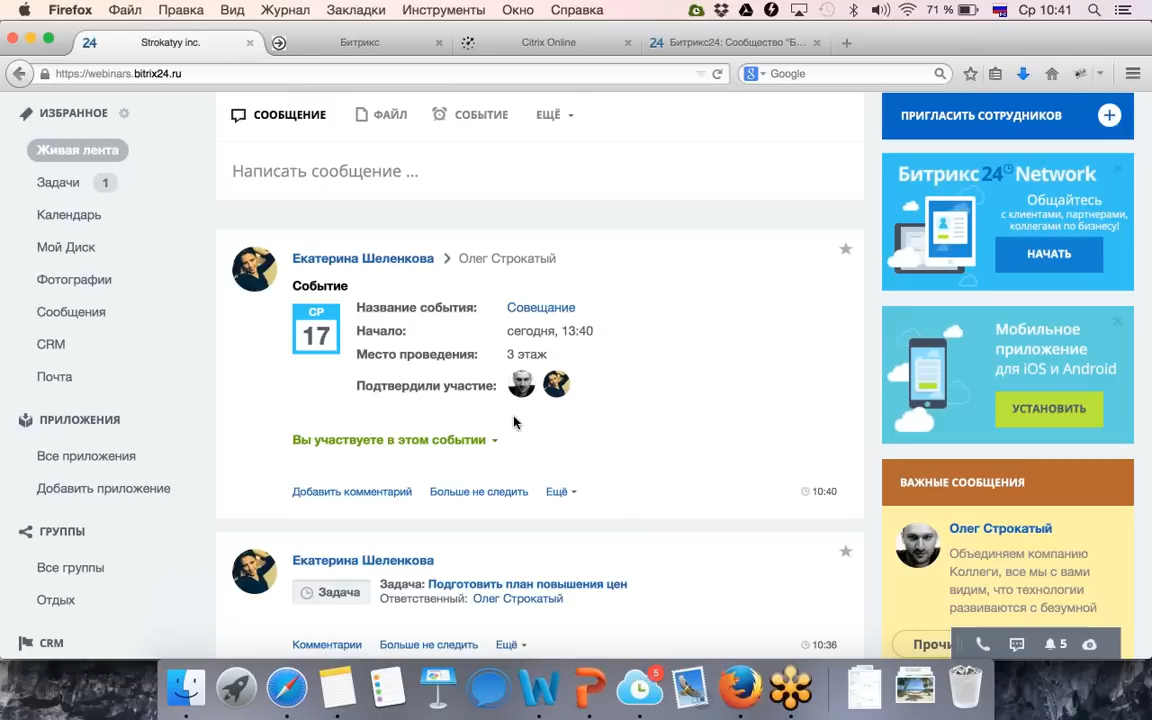 Firefox Файл Правка Вид Журнал Закладки Инструменты Окно Справка 71 % Ср 10:41
24 Strokatyy inc. Битрикс Citrix Online 24 Битрикс24: Сообщество "Б...
https://webinars.bitrix24.ru Google
ИЗБРАННОЕ
Живая лента
Задачи 1
Календарь
Мой Диск
Фотографии
Сообщения
CRM
Почта
ПРИЛОЖЕНИЯ
Все приложения
Добавить приложение
ГРУППЫ
Все группы
Отдых
CRM
СООБЩЕНИЕ ФАЙЛ СОБЫТИЕ ЕЩЁ
Написать сообщение ...
Екатерина Шеленкова Олег Строкатый
Событие
СР
17
Название события: Совещание
Начало: сегодня, 13:40
Место проведения: 3 этаж
Подтвердили участие:
Вы участвуете в этом событии
Добавить комментарий Больше не следить Ещё 10:40
Екатерина Шеленкова
Задача
Задача: Подготовить план повышения цен
Ответственный: Олег Строкатый
Комментарии Больше не следить Ещё 10:36
ПРИГЛАСИТЬ СОТРУДНИКОВ
Битрикс24 Network
Общайтесь
с клиентами, партнерами,
коллегами по бизнесу!
НАЧАТЬ
Мобильное
приложение
для iOS и Android
УСТАНОВИТЬ
ВАЖНЫЕ СООБЩЕНИЯ
Олег Строкатый
Объединяем компанию
Коллеги, все мы с вами
видим, что технологии
развиваются с безумной
Прочи
5
5